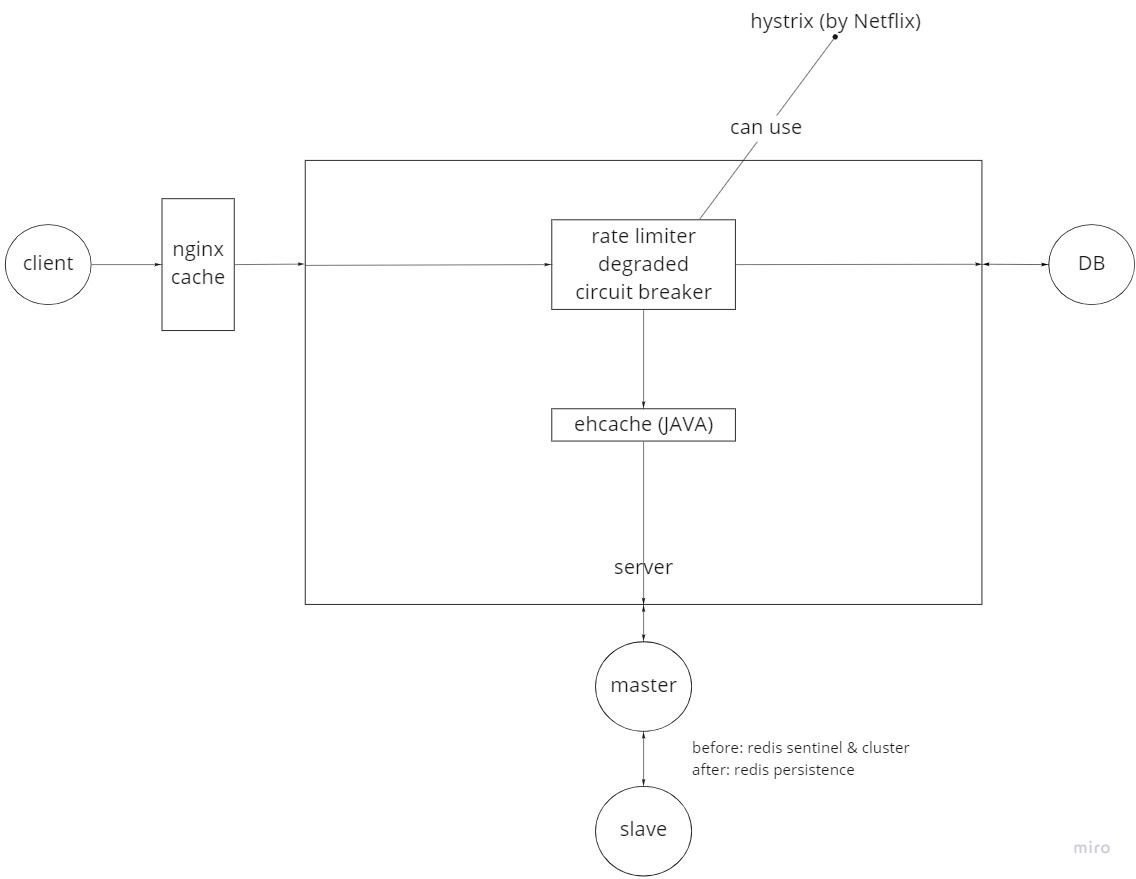 hystrix (by Netflix)
can use
client
nginx
cache
rate limiter
degraded
circuit breaker
DB
ehcache (JAVA)
server
master
before: redis sentinel & cluster
after: redis persistence
slave
miro